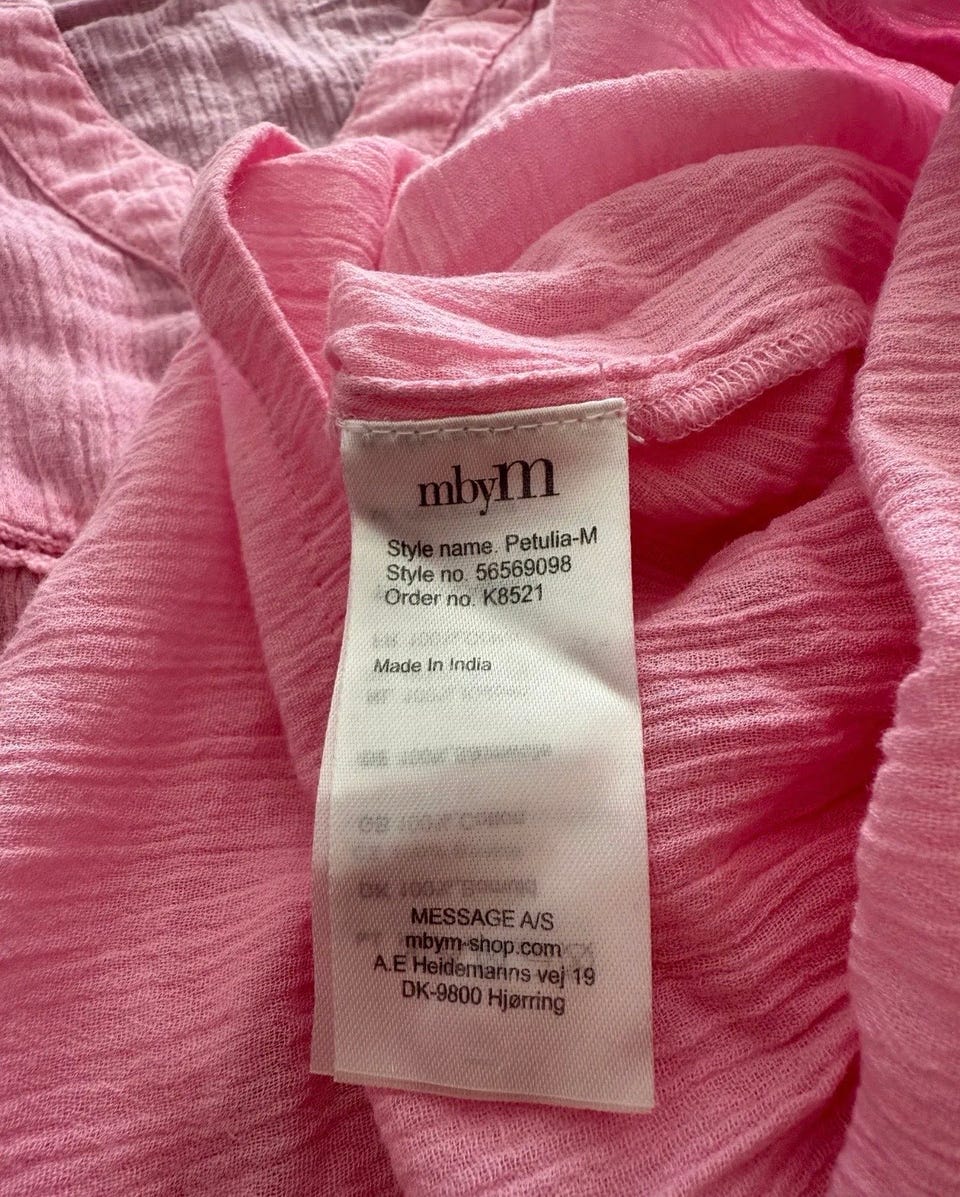 mbyM
Style name. Petulia-M
Style no. 56569098
Order no. K8521
Made In India
MESSAGE A/S
mbym-shop.com
A.E Heidemanns vej 19
DK-9800 Hjørring